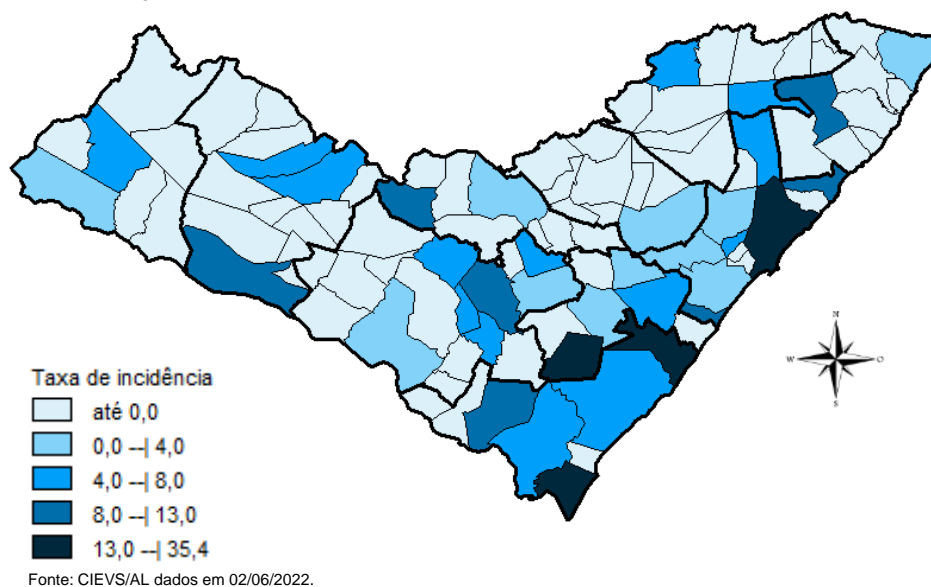 N
W
O
S
Taxa de incidência
até 0,0
0,0 --| 4,0
4,0 --| 8,0
8,0 --| 13,0
13,0 --| 35,4
Fonte: CIEVS/AL dados em 02/06/2022.